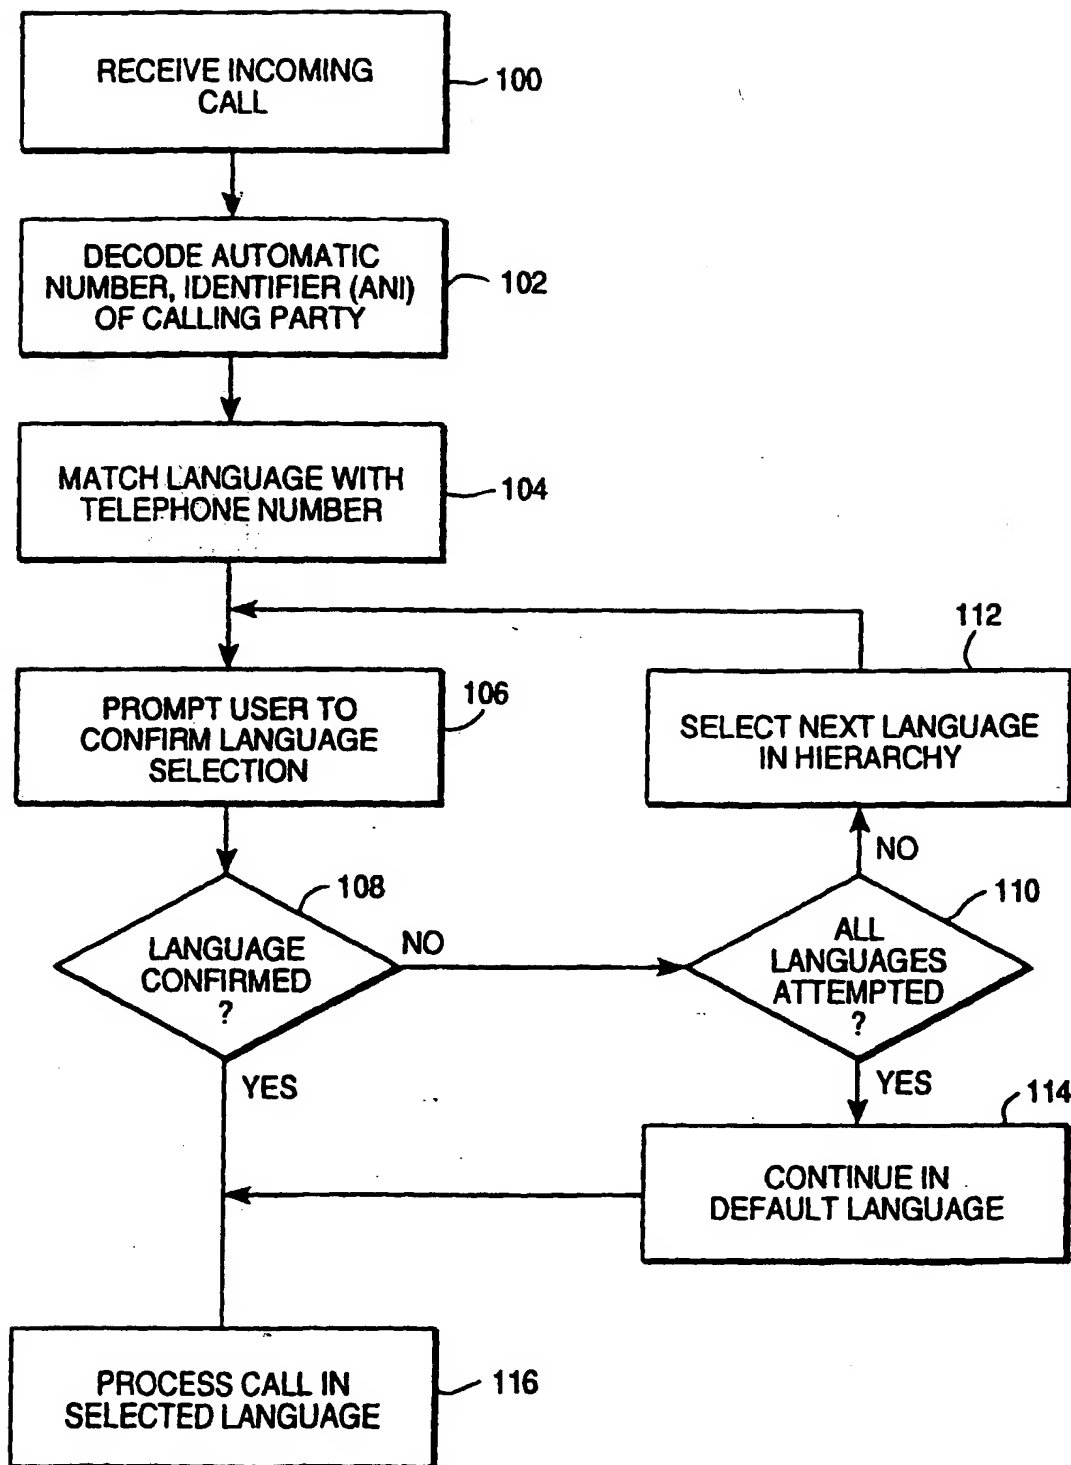 RECEIVE INCOMING
CALL
100
DECODE AUTOMATIC
NUMBER, IDENTIFIER (ANI)
OF CALLING PARTY
102
MATCH LANGUAGE WITH
TELEPHONE NUMBER
104
112
PROMPT USER TO
CONFIRM LANGUAGE
SELECTION
106
SELECT NEXT LANGUAGE
IN HIERARCHY
NO
108
LANGUAGE
CONFIRMED
?
NO
110
ALL
LANGUAGES
ATTEMPTED
?
YES
YES
114
CONTINUE IN
DEFAULT LANGUAGE
PROCESS CALL IN
SELECTED LANGUAGE
116